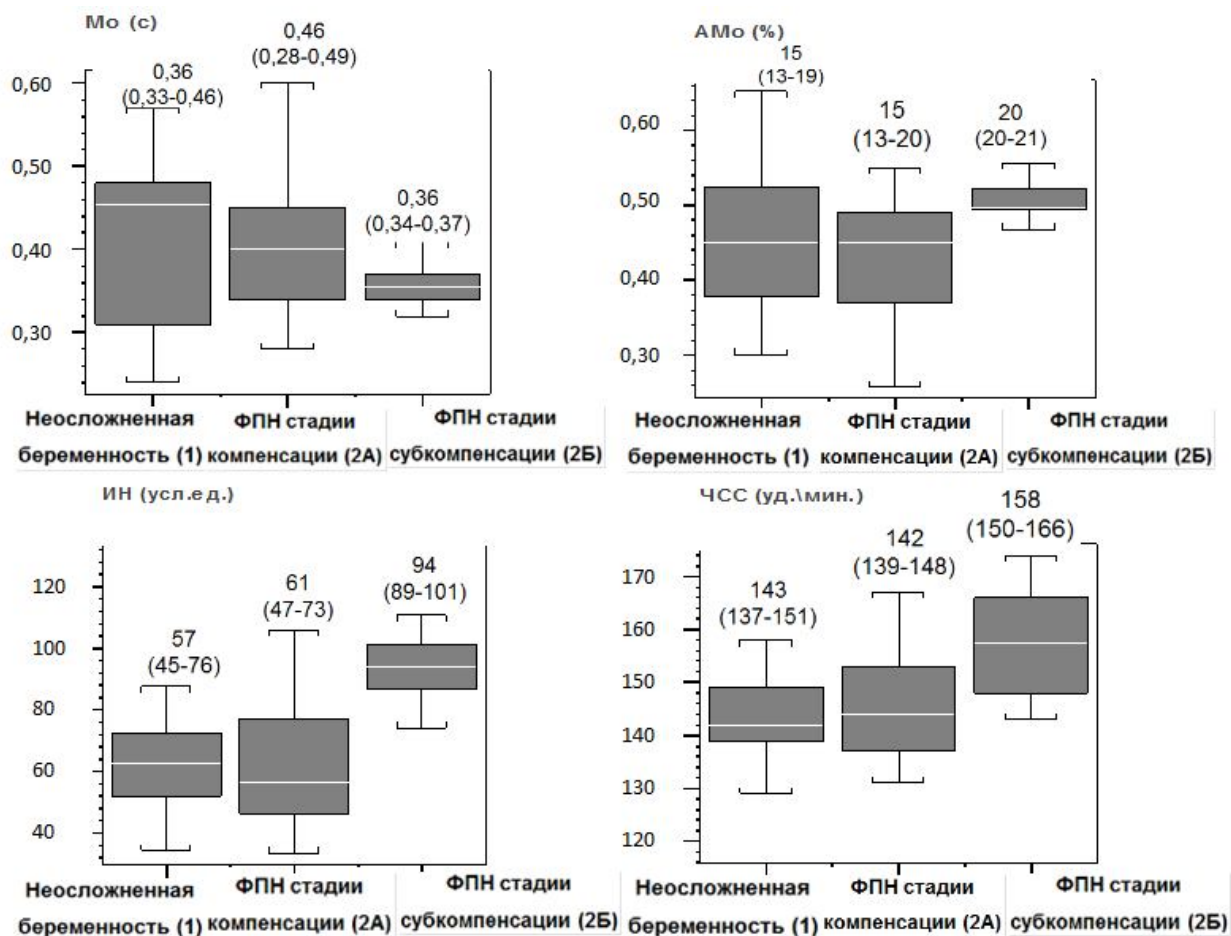 Мо (с)
0,46
(0,28-0,49)
0,36
(0,33-0,46)
0,36
(0,34-0,37)
0,60
0,50
0,40
0,30
Неосложненная
беременность (1)
ФПН стадии
компенсации (2А)
ФПН стадии
субкомпенсации (2Б)
АМо (%)
15
(13-19)
15
(13-20)
20
(20-21)
0,60
0,50
0,40
0,30
Неосложненная
беременность (1)
ФПН стадии
компенсации (2А)
ФПН стадии
субкомпенсации (2Б)
ИН (усл.ед.)
57
(45-76)
61
(47-73)
94
(89-101)
120
100
80
60
40
Неосложненная
беременность (1)
ФПН стадии
компенсации (2А)
ФПН стадии
субкомпенсации (2Б)
ЧСС (уд.\мин.)
143
(137-151)
142
(139-148)
158
(150-166)
170
160
150
140
130
120
Неосложненная
беременность (1)
ФПН стадии
компенсации (2А)
ФПН стадии
субкомпенсации (2Б)